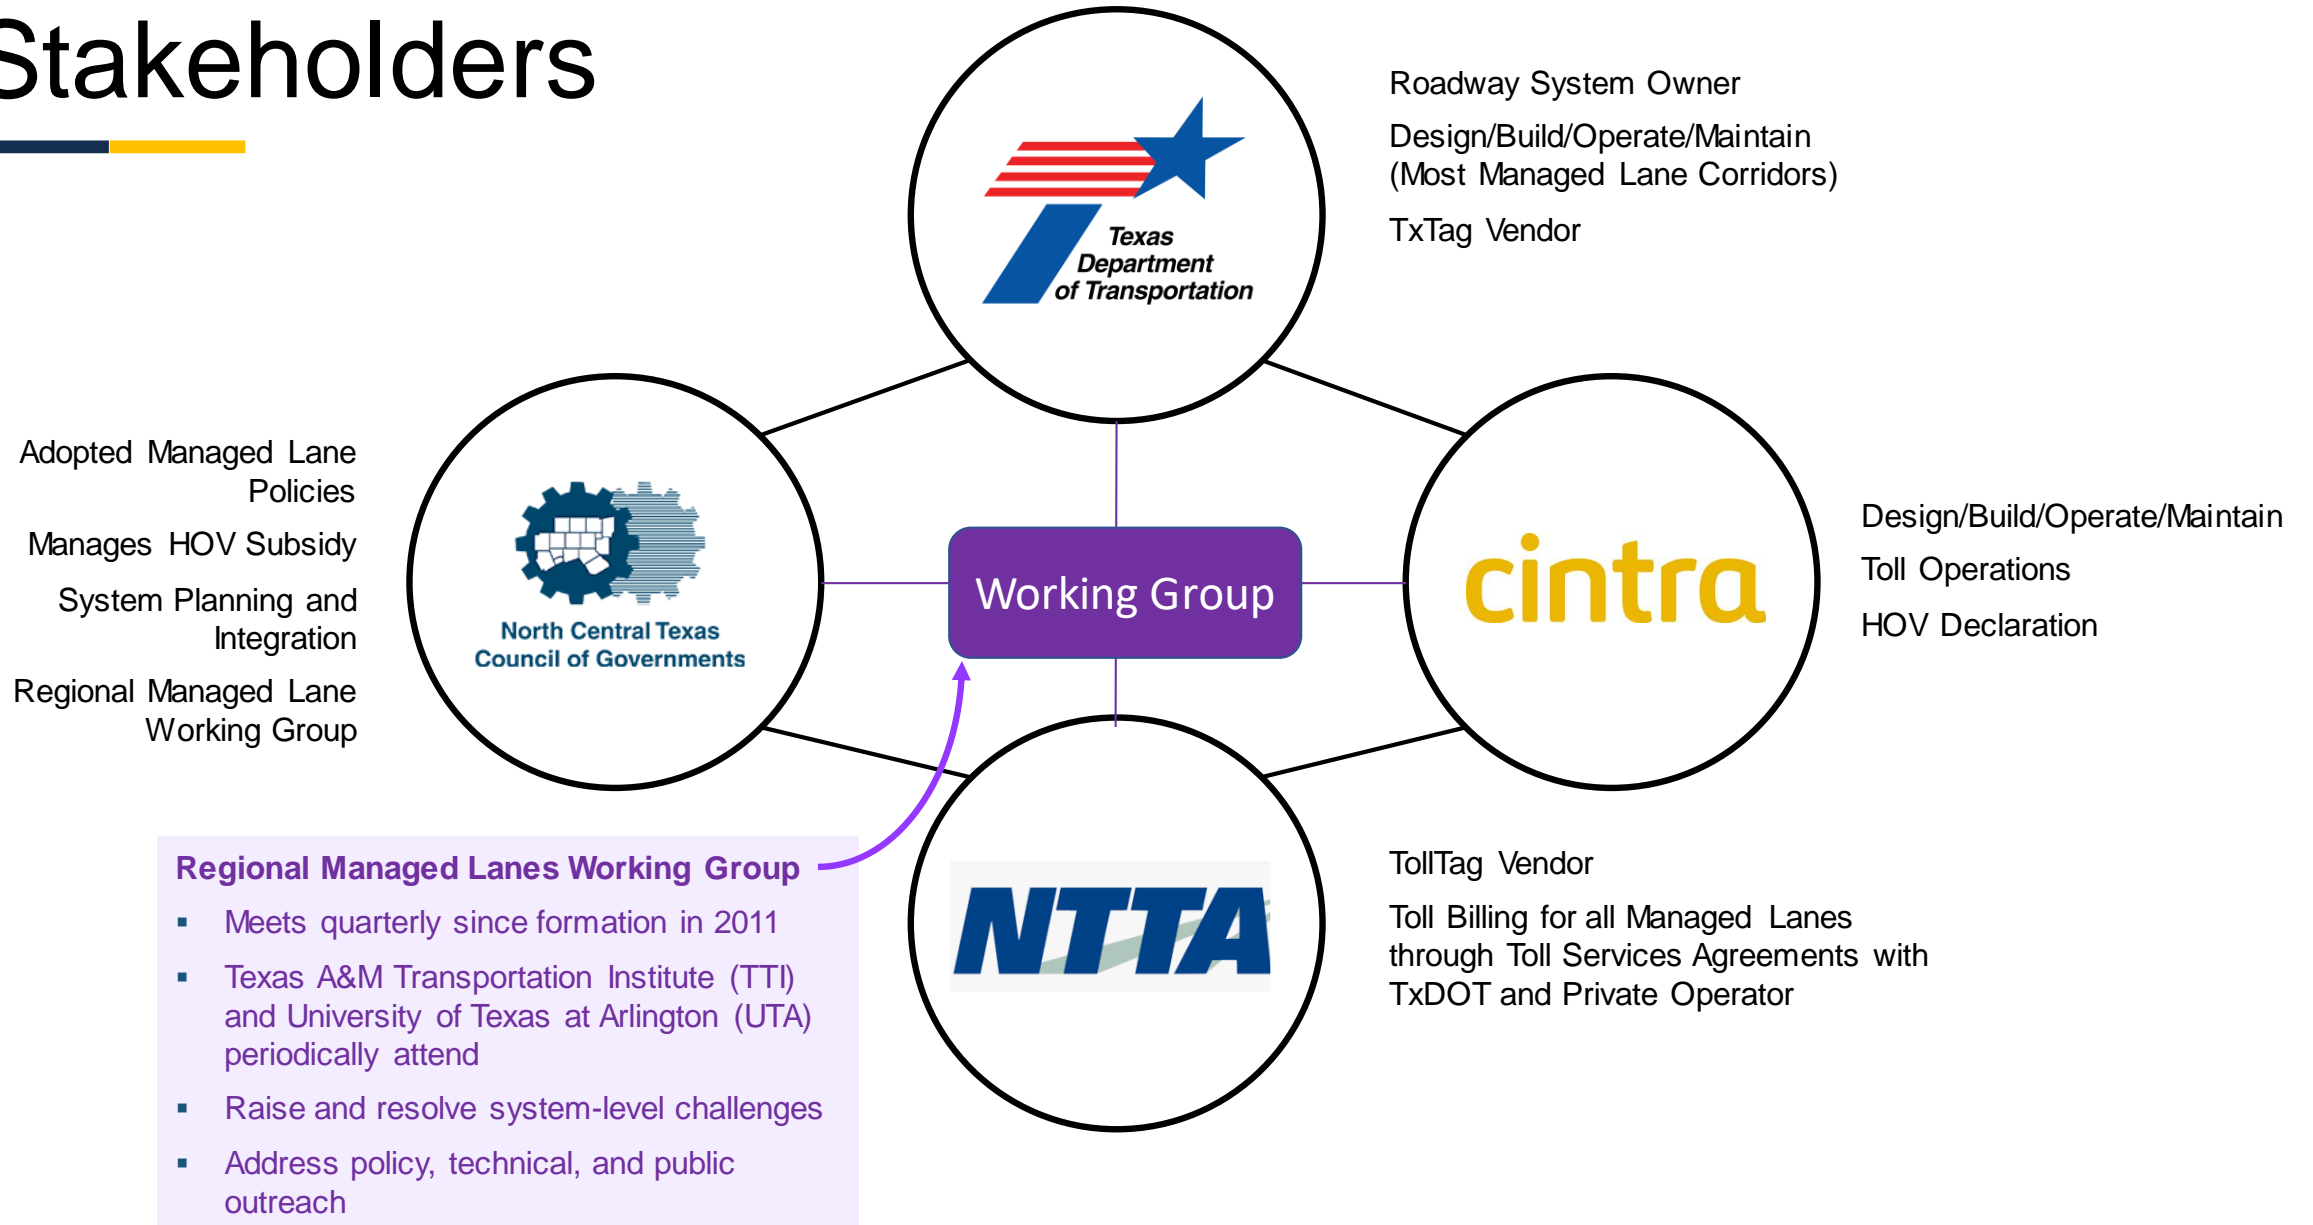 Stakeholders
Texas
Department
of Transportation
Roadway System Owner
Design/Build/Operate/Maintain
(Most Managed Lane Corridors)
TxTag Vendor
Adopted Managed Lane
Policies
Manages HOV Subsidy
System Planning and
Integration
Regional Managed Lane
Working Group
North Central Texas
Council of Governments
Working Group
cintra
Design/Build/Operate/Maintain
Toll Operations
HOV Declaration
Regional Managed Lanes Working Group
▪ Meets quarterly since formation in 2011
▪ Texas A&M Transportation Institute (TTI)
and University of Texas at Arlington (UTA)
periodically attend
▪ Raise and resolve system-level challenges
▪ Address policy, technical, and public
outreach
NTTA
TollTag Vendor
Toll Billing for all Managed Lanes
through Toll Services Agreements with
TxDOT and Private Operator